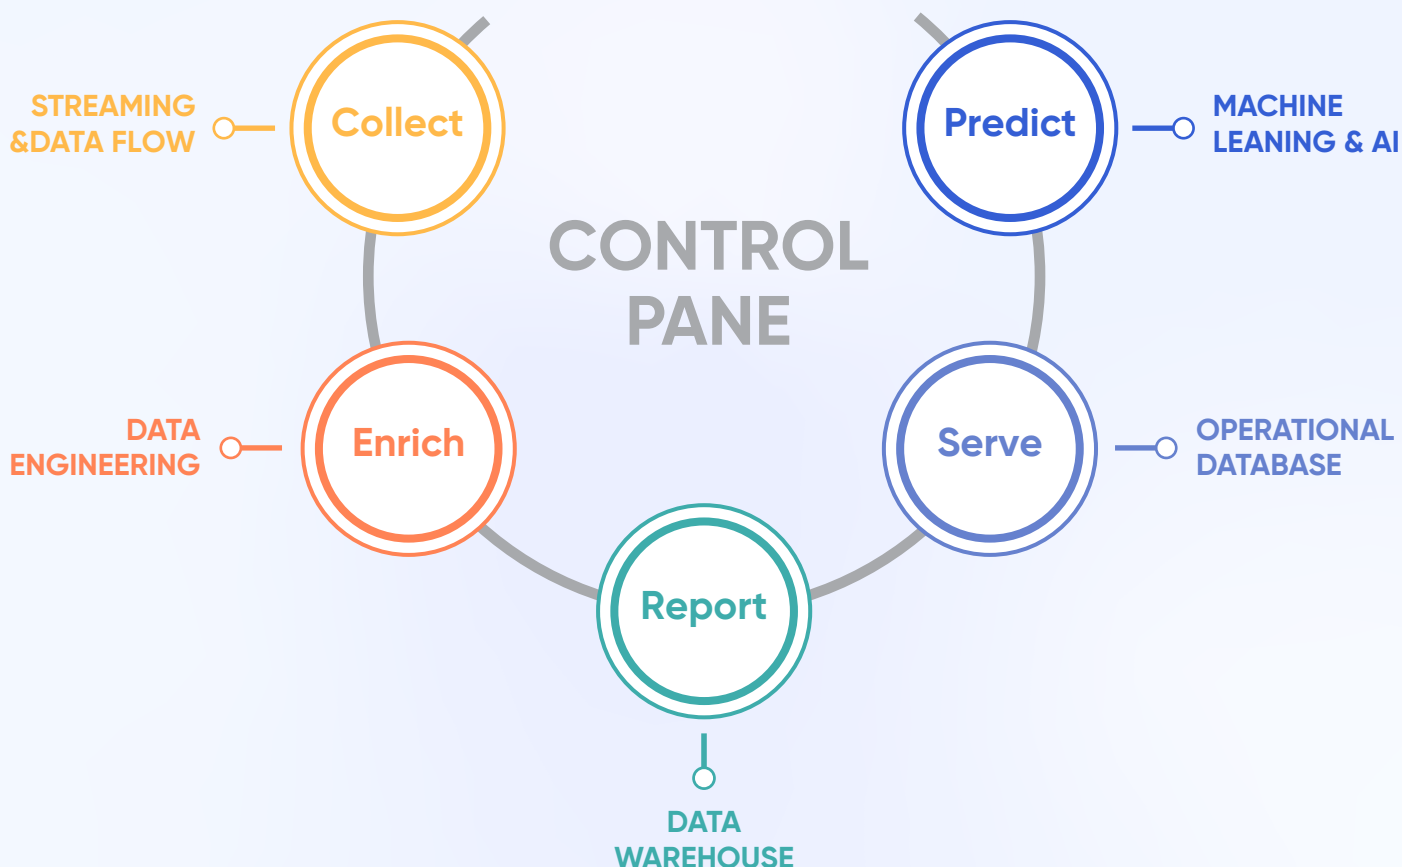 STREAMING
&DATA FLOW
Collect
Predict
MACHINE
LEANING & AI
CONTROL
PANE
DATA
ENGINEERING
Enrich
Serve
OPERATIONAL
DATABASE
Report
DATA
WAREHOUSE